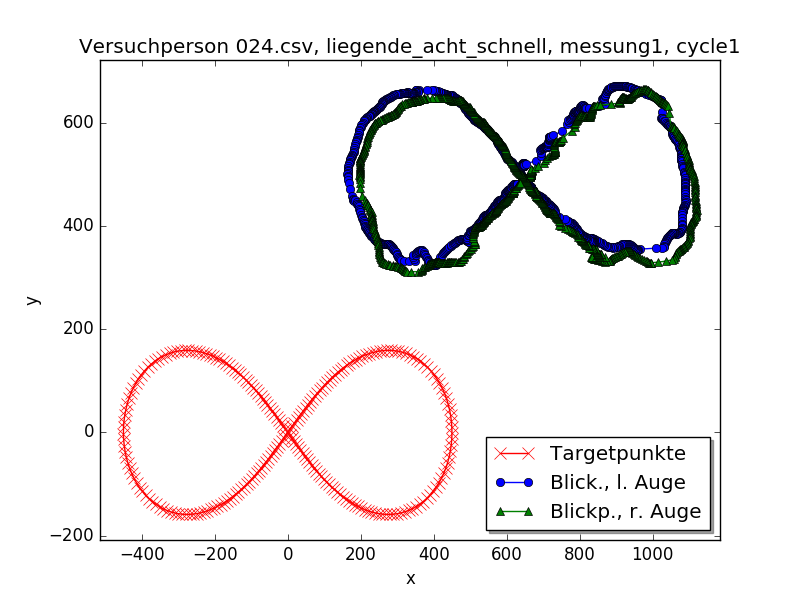 Versuchperson 024.csv, liegende_acht_schnell, messung1, cycle1
y
600
400
200
0
−200
−400
−200
0
200
400
600
800
1000
x
Targetpunkte
Blick., l. Auge
Blickp., r. Auge